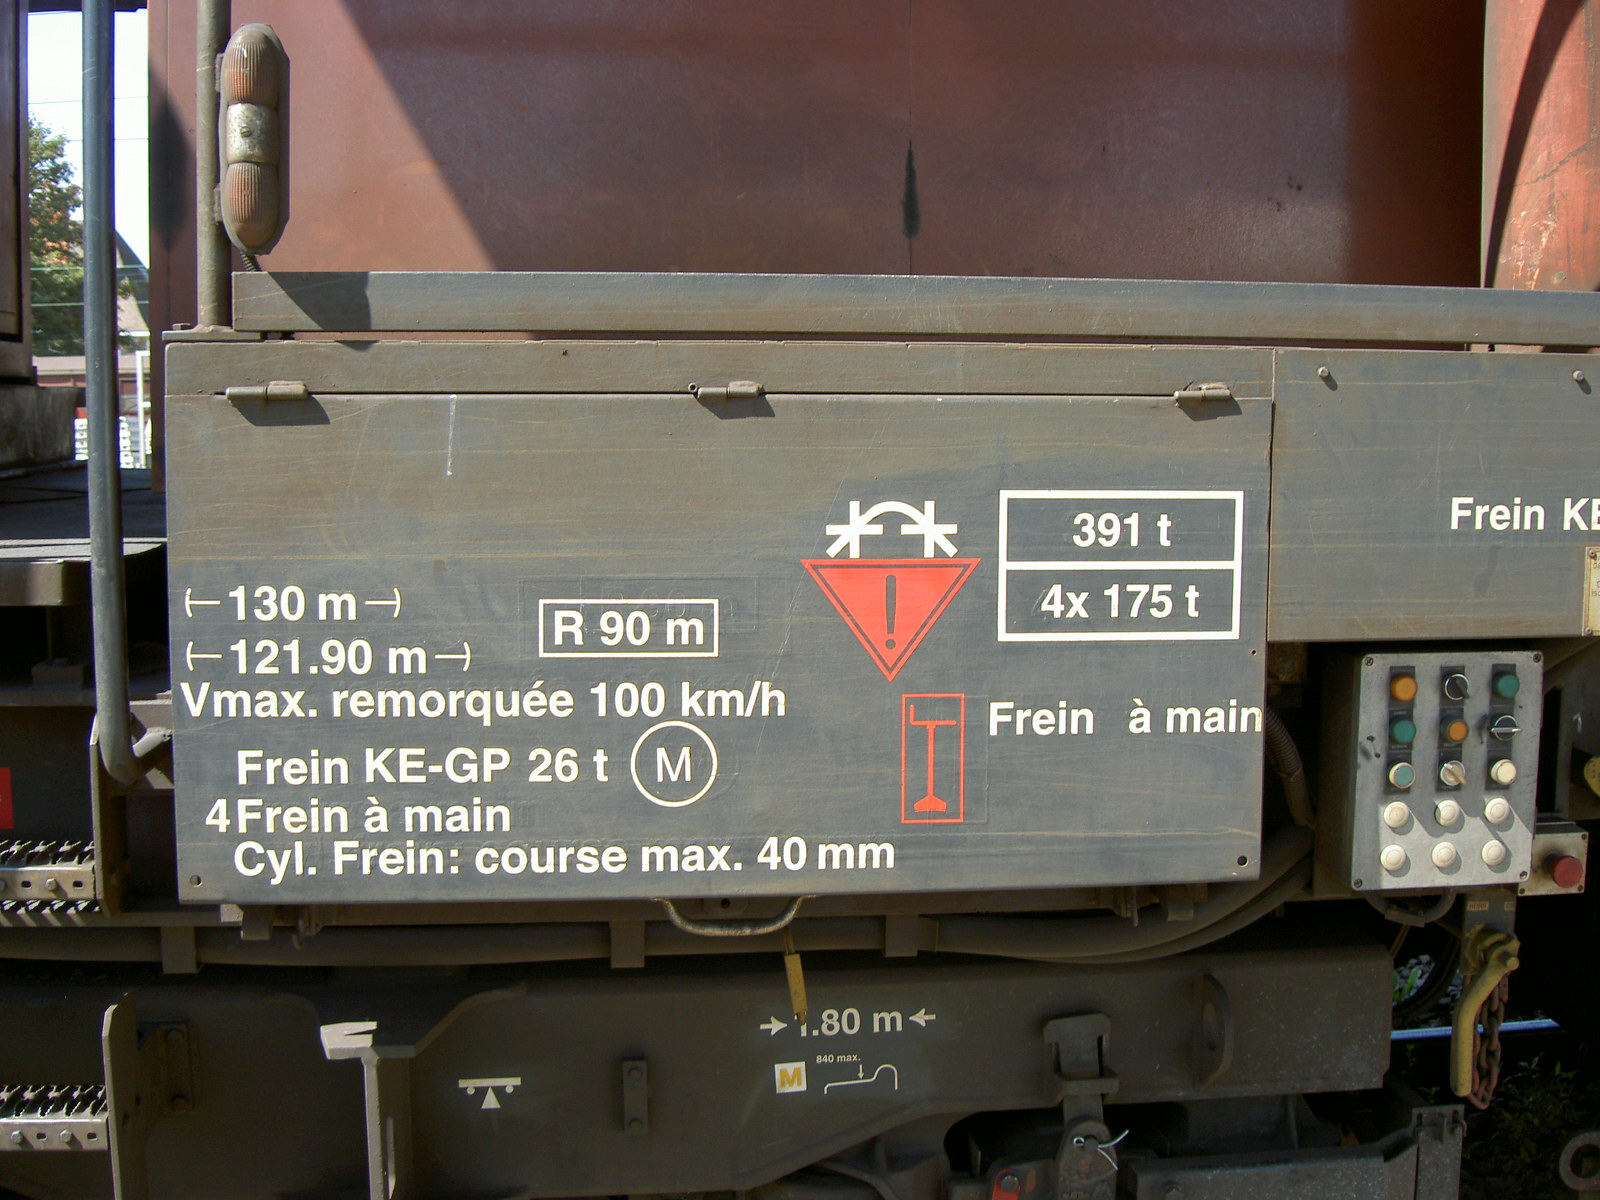 391 t
4x 175 t
Frein KE
130 m
121.90 m
R 90 m
Vmax. remorquée 100 km/h
Frein à main
Frein KE-GP 26 t M
4 Frein à main
Cyl. Frein: course max. 40 mm
1.80 m
840 max.
M